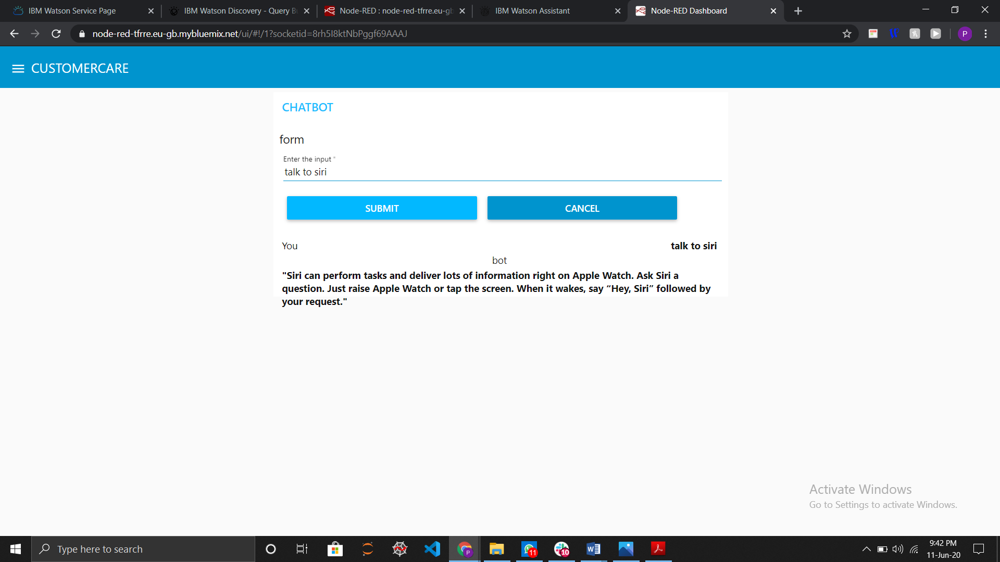 IBM Watson Service Page
IBM Watson Discovery - Query B
Node-RED : node-red-tfrre.eu-gb
IBM Watson Assistant
Node-RED Dashboard
node-red-tfrre.eu-gb.mybluemix.net/ui/#!/1?socketid=8rh5I8ktNbPggf69AAAJ
P
CUSTOMERCARE
CHATBOT
form
Enter the input *
talk to siri
SUBMIT
CANCEL
You
talk to siri
bot
"Siri can perform tasks and deliver lots of information right on Apple Watch. Ask Siri a
question. Just raise Apple Watch or tap the screen. When it wakes, say “Hey, Siri” followed by
your request."
Activate Windows
Go to Settings to activate Windows.
Type here to search
P
11
10
9:42 PM
11-Jun-20